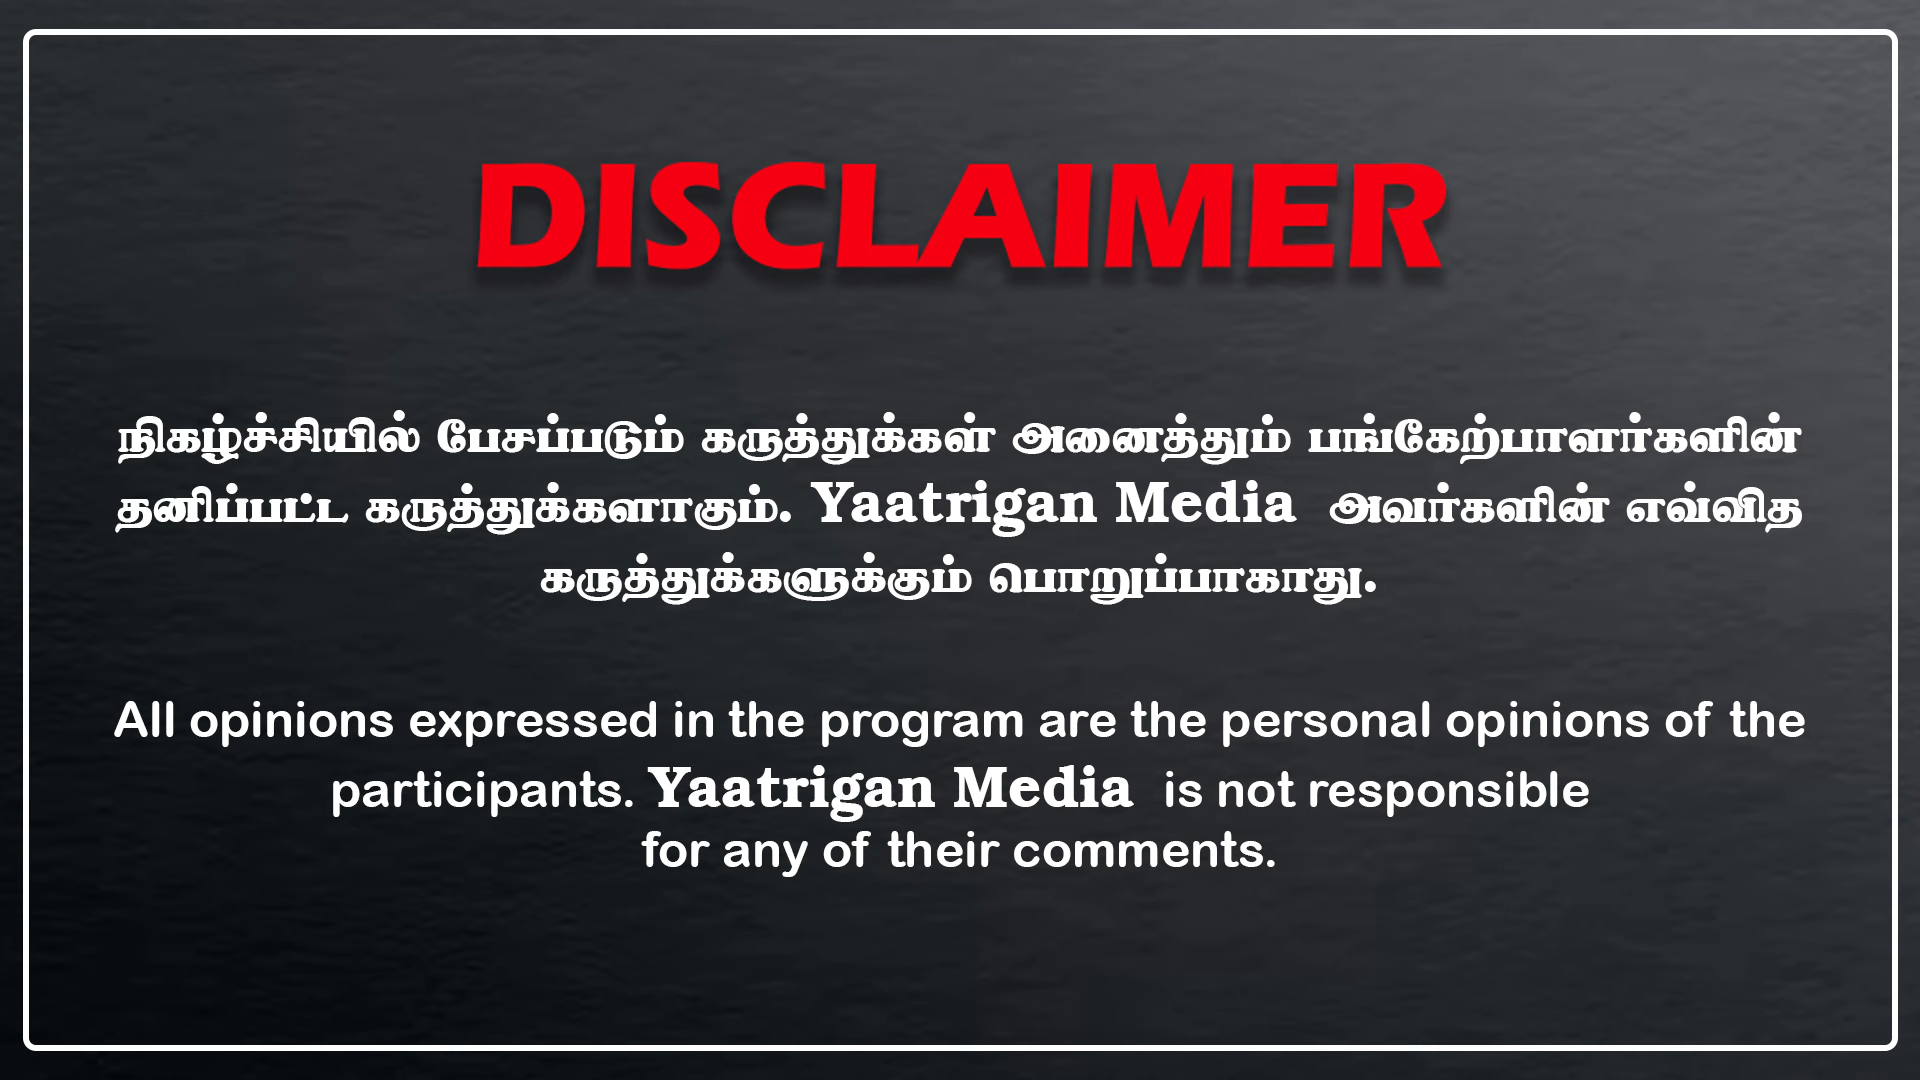 DISCLAIMER
நிகழ்ச்சியில் பேசப்படும் கருத்துக்கள் அனைத்தும் பங்கேற்பாளர்களின்
தனிப்பட்ட கருத்துக்களாகும். Yaatrigan Media அவர்களின் எவ்வித
கருத்துக்களுக்கும் பொறுப்பாகாது.
All opinions expressed in the program are the personal opinions of the
participants. Yaatrigan Media is not responsible
for any of their comments.